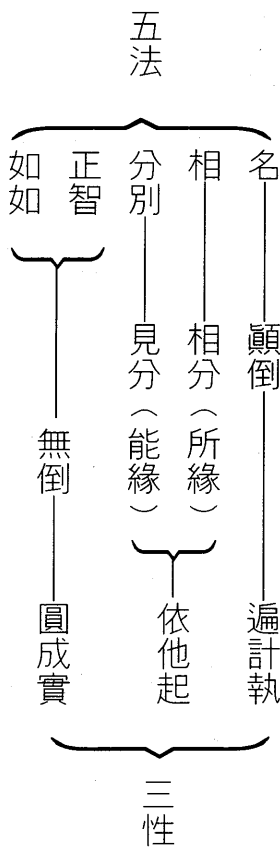 五法
名
顚倒
遍計執
相
相分（所緣）
分別
見分（能緣）
依他起
正智
如如
無倒
圓成實
三性